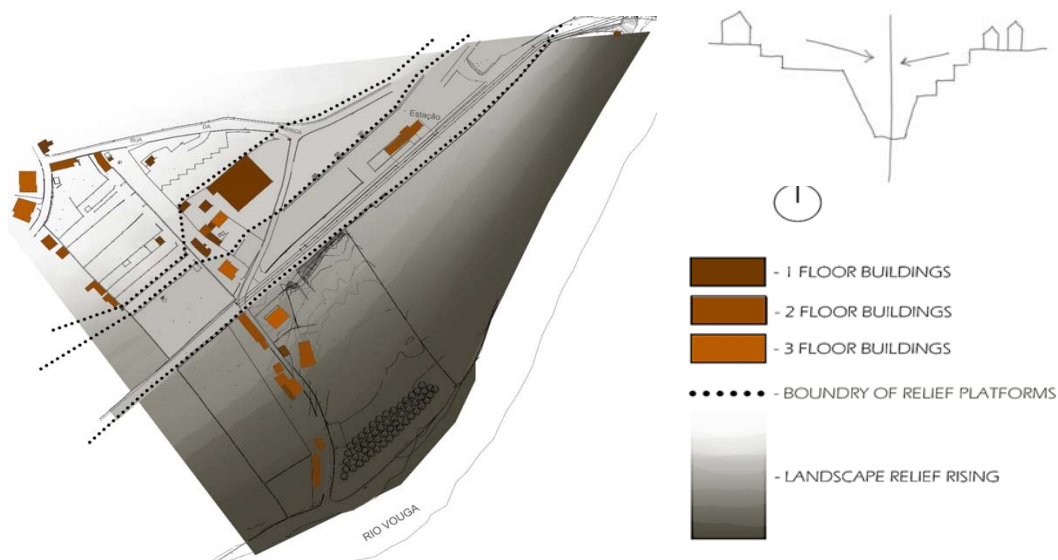 Estação
RUA DA
- 1 FLOOR BUILDINGS
- 2 FLOOR BUILDINGS
- 3 FLOOR BUILDINGS
- BOUNDRY OF RELIEF PLATFORMS
- LANDSCAPE RELIEF RISING
RIO VOUGA